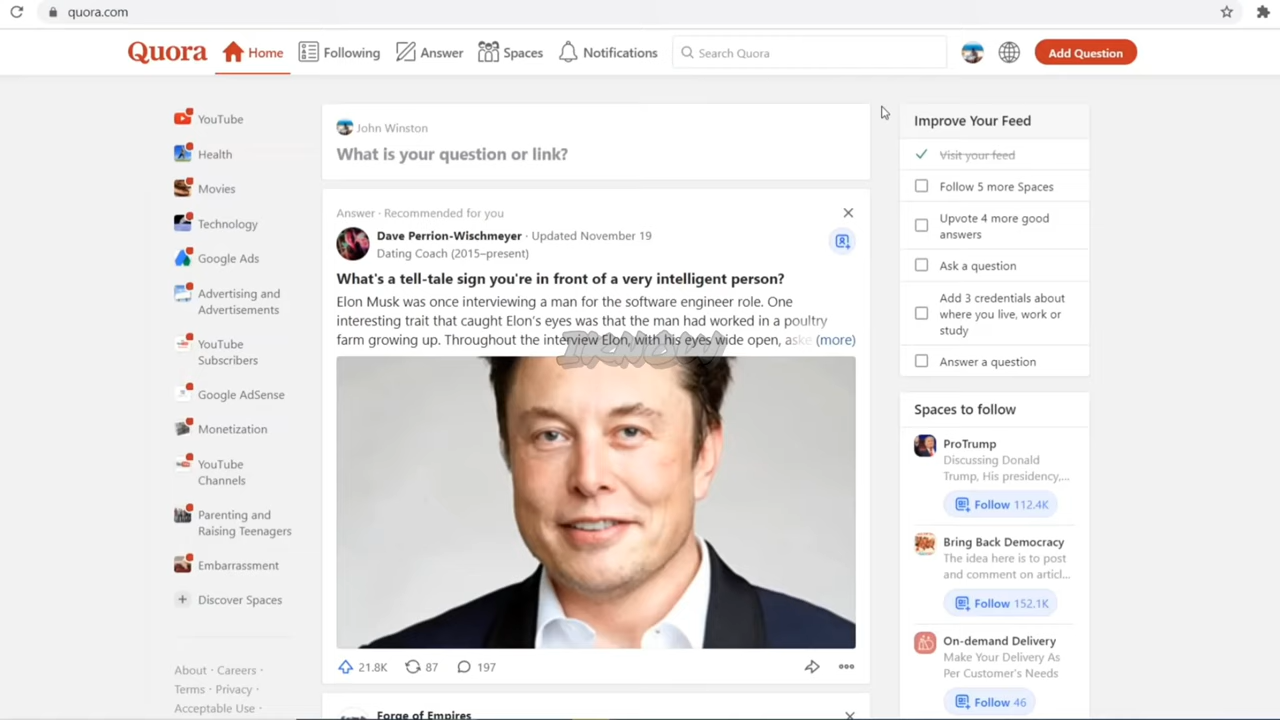 quora.com
Quora
Home
Following
Answer
Spaces
Notifications
Search Quora
Add Question
YouTube
Health
Movies
Technology
Google Ads
Advertising and
Advertisements
YouTube
Subscribers
Google AdSense
Monetization
YouTube
Channels
Parenting and
Raising Teenagers
Embarrassment
Discover Spaces
About · Careers ·
Terms · Privacy ·
Acceptable Use ·
John Winston
What is your question or link?
Answer · Recommended for you
Dave Perrion-Wischmeyer · Updated November 19
Dating Coach (2015–present)
What's a tell-tale sign you're in front of a very intelligent person?
Elon Musk was once interviewing a man for the software engineer role. One
interesting trait that caught Elon's eyes was that the man had worked in a poultry
farm growing up. Throughout the interview Elon, with his eyes wide open, aske (more)
21.8K
87
197
Forge of Empires
Improve Your Feed
Visit your feed
Follow 5 more Spaces
Upvote 4 more good
answers
Ask a question
Add 3 credentials about
where you live, work or
study
Answer a question
Spaces to follow
ProTrump
Discussing Donald
Trump, His presidency,...
Follow 112.4K
Bring Back Democracy
The idea here is to post
and comment on articl...
Follow 152.1K
On-demand Delivery
Make Your Delivery As
Per Customer's Needs
Follow 46